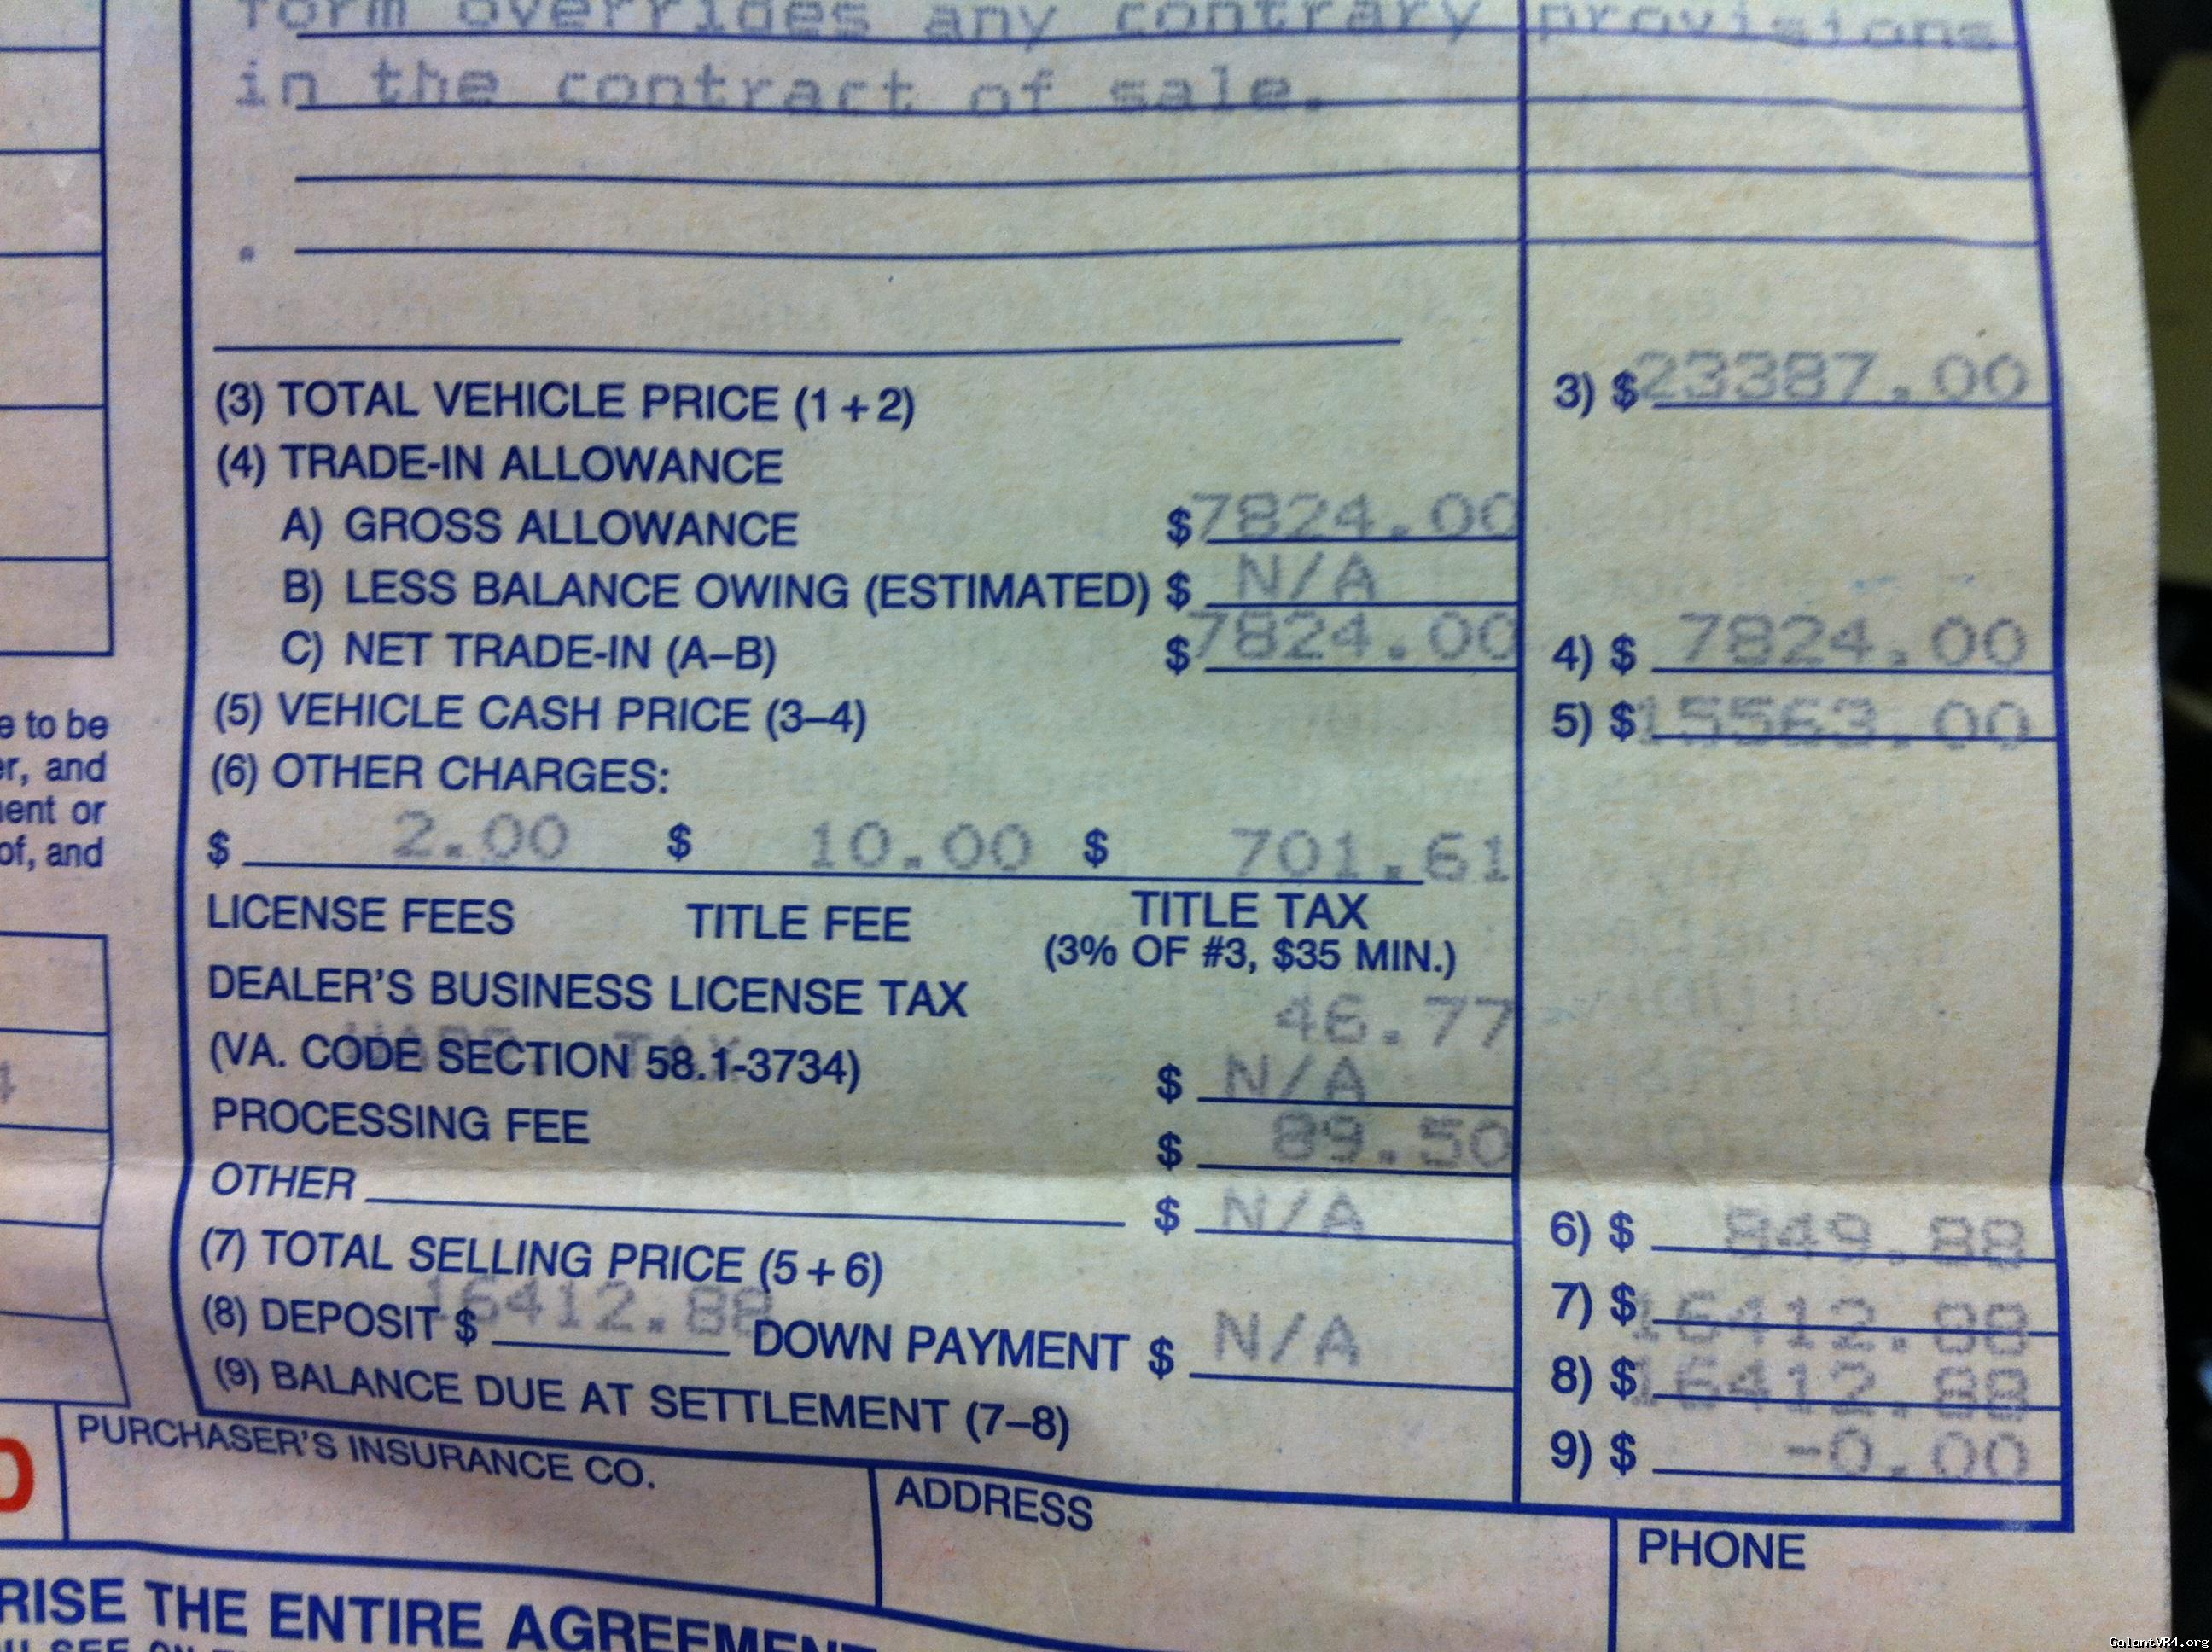 form overrides any contrary provisions
in the contract of sale.
.
(3) TOTAL VEHICLE PRICE (1 + 2) 3) $ 23387.00
(4) TRADE-IN ALLOWANCE
A) GROSS ALLOWANCE $ 7824.00
B) LESS BALANCE OWING (ESTIMATED) $ N/A
C) NET TRADE-IN (A–B) $ 7824.00 4) $ 7824.00
(5) VEHICLE CASH PRICE (3–4) 5) $ 15563.00
e to be
(6) OTHER CHARGES:
er, and
ment or
$ 2.00 $ 10.00 $ 701.61
of, and
LICENSE FEES TITLE FEE TITLE TAX
(3% OF #3, $35 MIN.)
DEALER'S BUSINESS LICENSE TAX 46.77
(VA. CODE SECTION 58.1-3734) $ N/A
TAX
PROCESSING FEE $ 89.50
OTHER $ N/A 6) $ 849.88
(7) TOTAL SELLING PRICE (5 + 6) 7) $ 16412.88
(8) DEPOSIT $ 16412.88 DOWN PAYMENT $ N/A 8) $ 16412.88
(9) BALANCE DUE AT SETTLEMENT (7–8) 9) $ -0.00
PURCHASER'S INSURANCE CO. ADDRESS PHONE
RISE THE ENTIRE AGREEMENT
GalantVR4.org